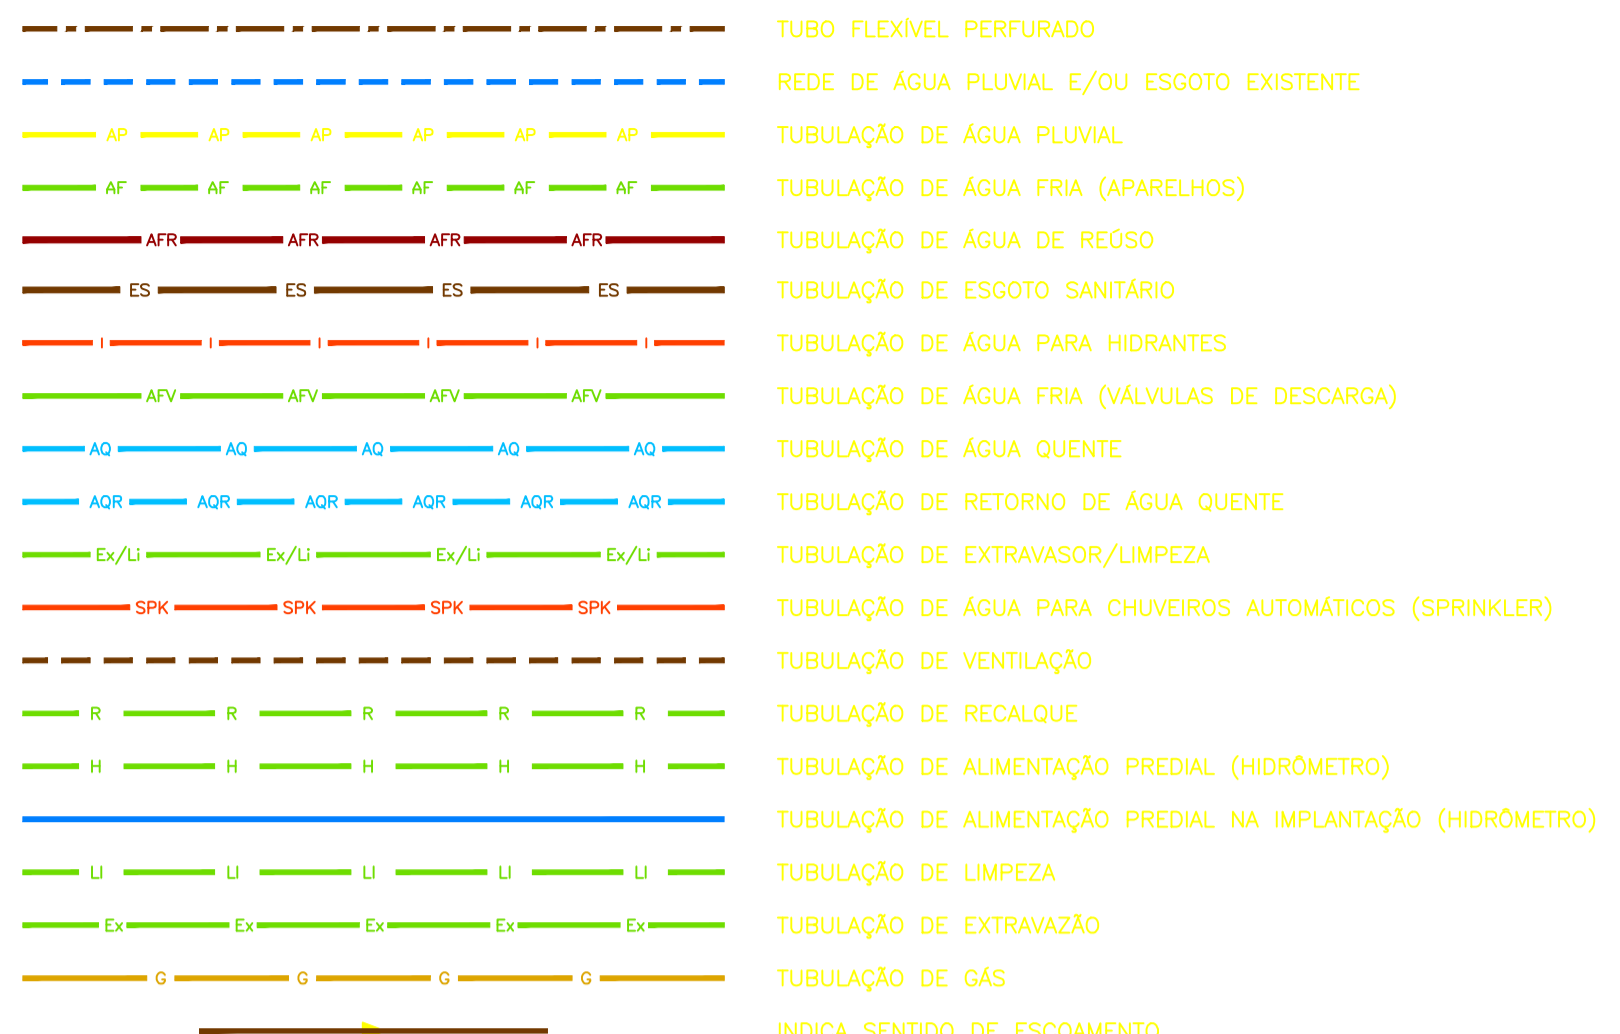 TUBO FLEXÍVEL PERFURADO
REDE DE ÁGUA PLUVIAL E/OU ESGOTO EXISTENTE
AP AP AP AP AP AP TUBULAÇÃO DE ÁGUA PLUVIAL
AF AF AF AF AF AF TUBULAÇÃO DE ÁGUA FRIA (APARELHOS)
AFR AFR AFR AFR TUBULAÇÃO DE ÁGUA DE REÚSO
ES ES ES ES TUBULAÇÃO DE ESGOTO SANITÁRIO
I I I I I I TUBULAÇÃO DE ÁGUA PARA HIDRANTES
AFV AFV AFV AFV TUBULAÇÃO DE ÁGUA FRIA (VÁLVULAS DE DESCARGA)
AQ AQ AQ AQ AQ TUBULAÇÃO DE ÁGUA QUENTE
AQR AQR AQR AQR AQR AQR TUBULAÇÃO DE RETORNO DE ÁGUA QUENTE
Ex/Li Ex/Li Ex/Li Ex/Li TUBULAÇÃO DE EXTRAVASOR/LIMPEZA
SPK SPK SPK SPK TUBULAÇÃO DE ÁGUA PARA CHUVEIROS AUTOMÁTICOS (SPRINKLER)
TUBULAÇÃO DE VENTILAÇÃO
R R R R R TUBULAÇÃO DE RECALQUE
H H H H H TUBULAÇÃO DE ALIMENTAÇÃO PREDIAL (HIDRÔMETRO)
TUBULAÇÃO DE ALIMENTAÇÃO PREDIAL NA IMPLANTAÇÃO (HIDRÔMETRO)
LI LI LI LI LI TUBULAÇÃO DE LIMPEZA
Ex Ex Ex Ex Ex TUBULAÇÃO DE EXTRAVAZÃO
G G G G TUBULAÇÃO DE GÁS
INDICA SENTIDO DE ESCOAMENTO